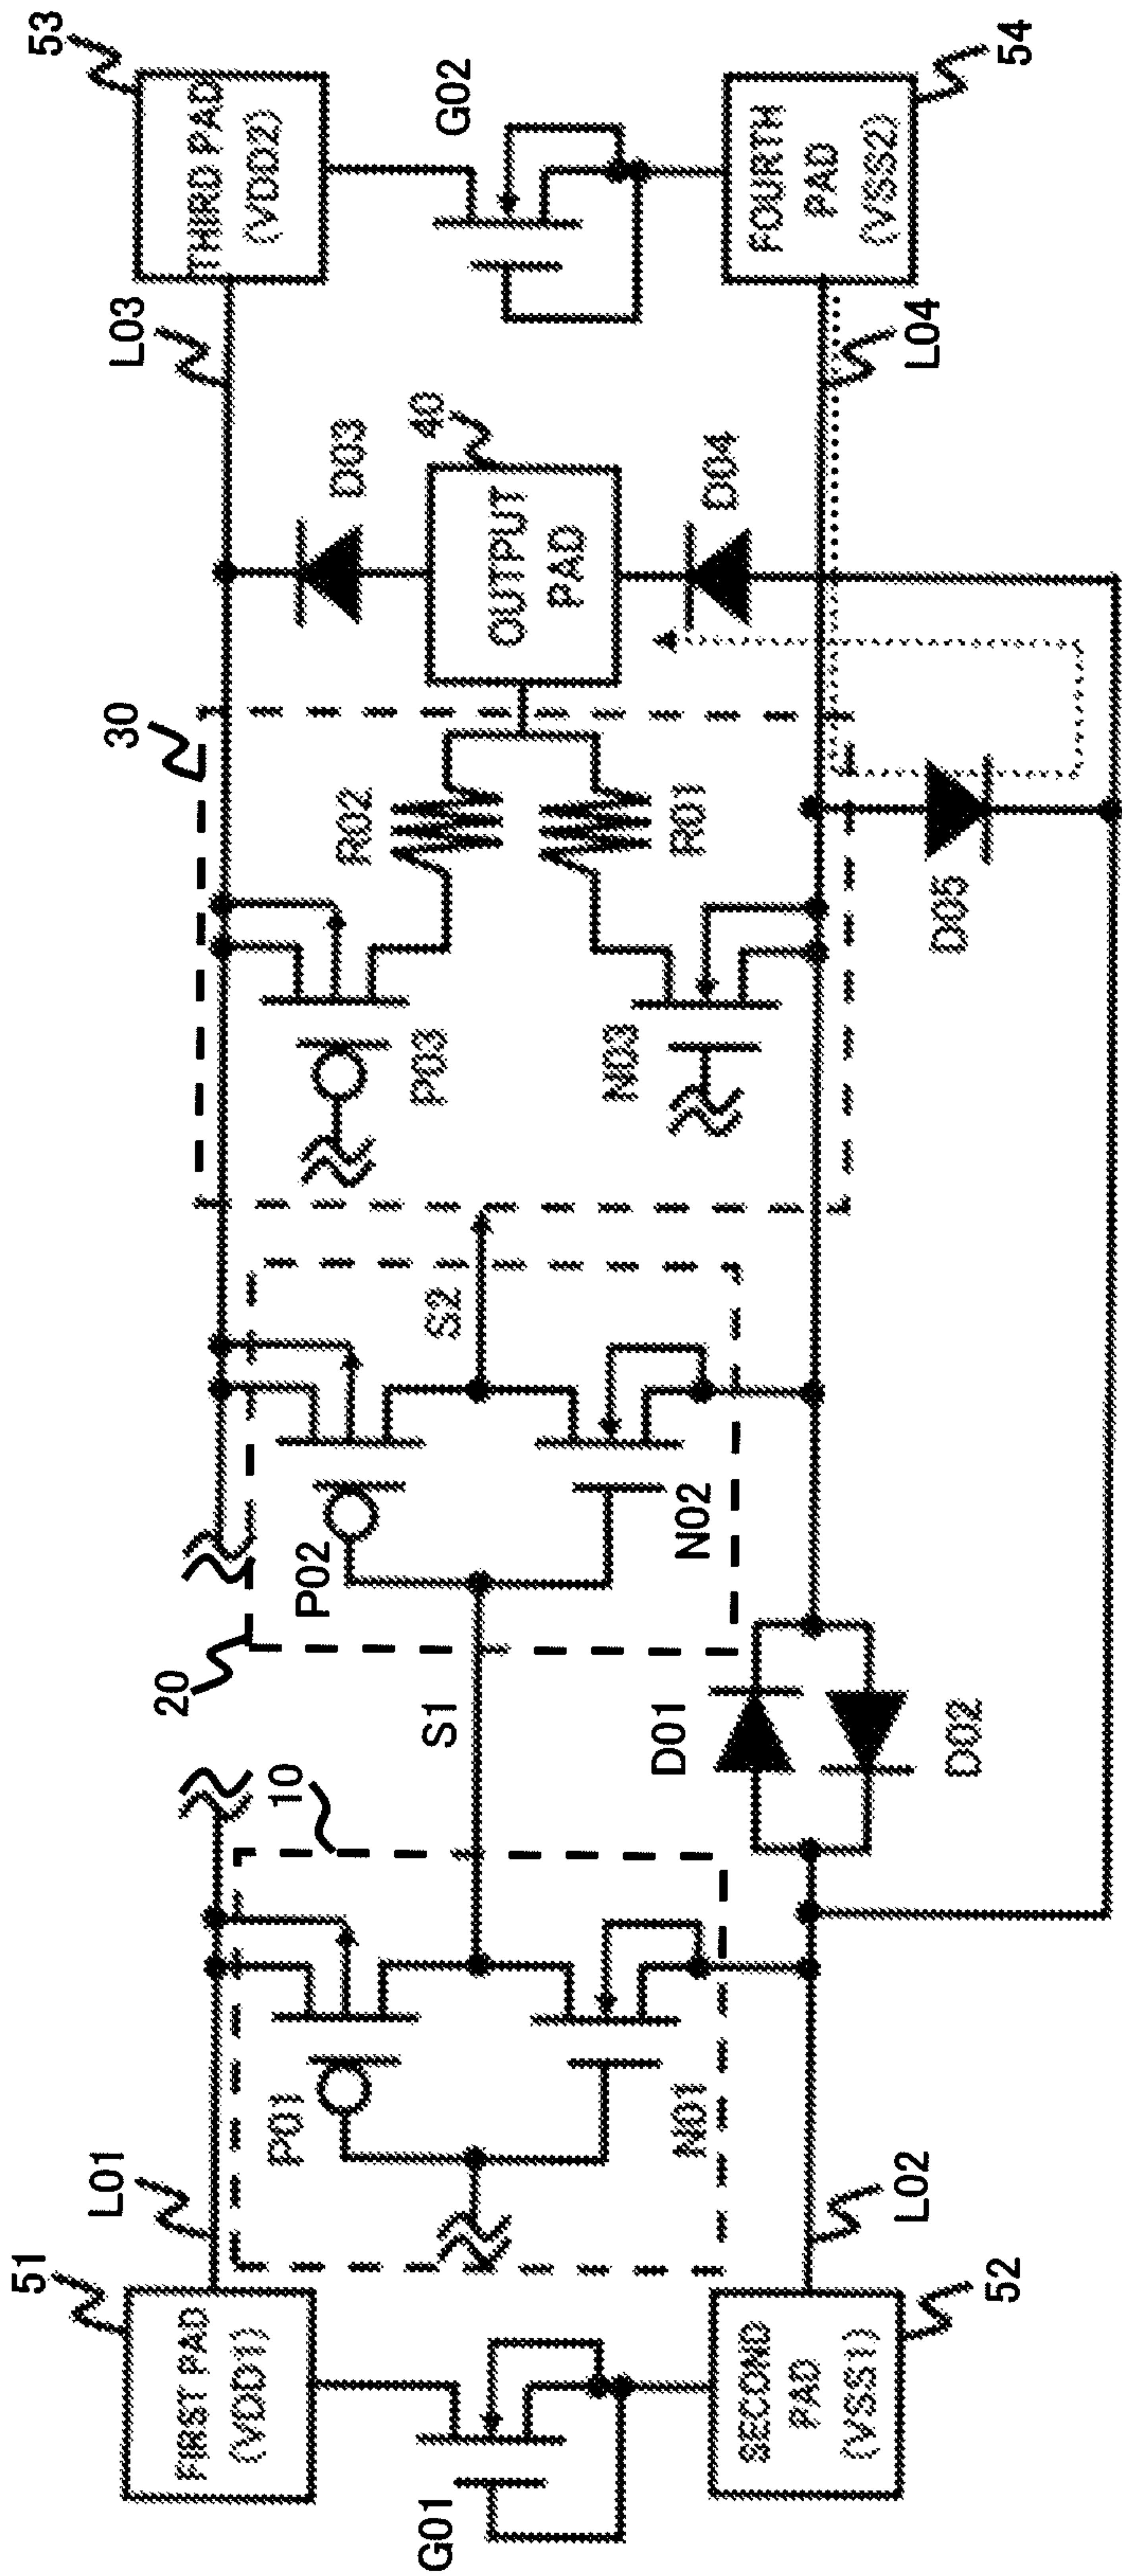 51
L01
FIRST PAD
(VDD1)
G01
SECOND
PAD
(VSS1)
52
L02
10
P01
N01
S1
D01
D02
20
P02
N02
S2
30
P03
N03
R02
R01
D05
D03
40
OUTPUT
PAD
D04
L03
L04
53
THIRD PAD
(VDD2)
G02
FOURTH
PAD
(VSS2)
54